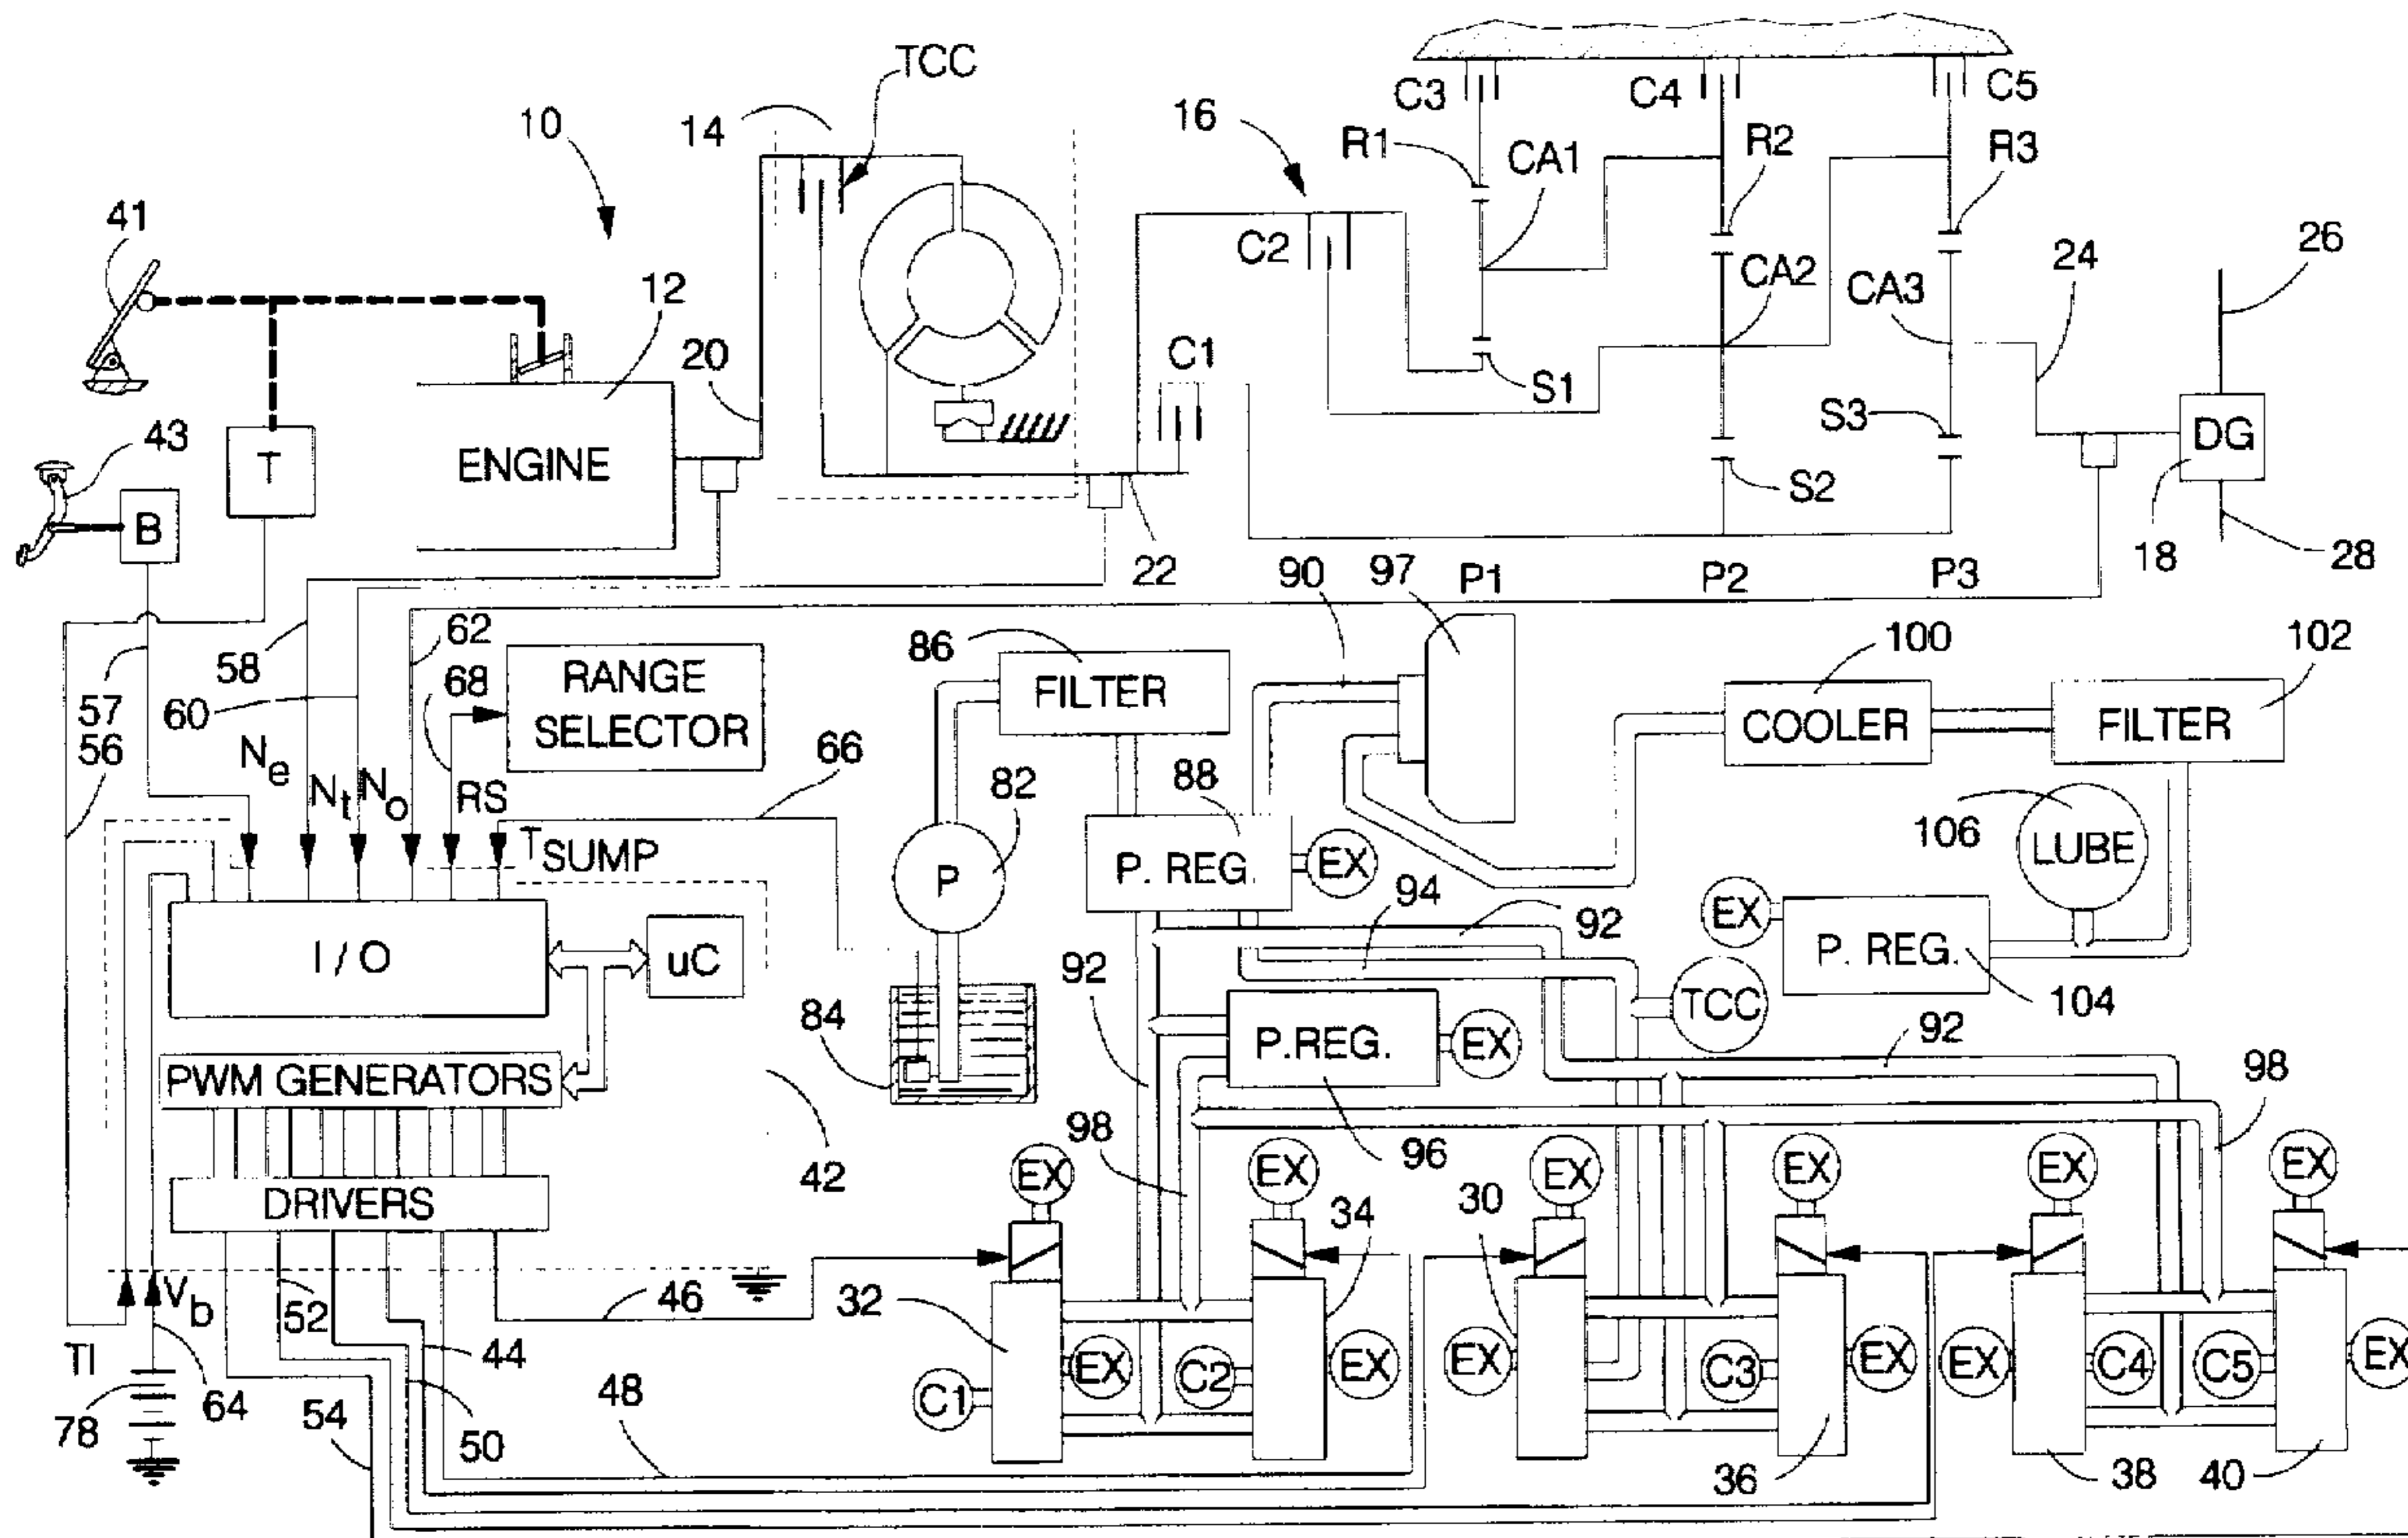 TCC
14
10
16
C3
C4
C5
R1
CA1
R2
R3
41
12
C2
CA2
CA3
24
26
20
C1
S1
S3
DG
43
T
ENGINE
S2
B
18
28
22
90
97
P1
P2
P3
58
62
86
100
102
57
56
60
68
RANGE
SELECTOR
FILTER
COOLER
FILTER
Ne
Nt
No
RS
66
82
88
106
TSUMP
P
P. REG.
EX
LUBE
94
92
EX
I / O
uC
92
P. REG.
84
TCC
104
PWM GENERATORS
P.REG.
EX
92
98
98
96
42
DRIVERS
EX
EX
EX
EX
EX
EX
34
30
Vb
52
46
32
TI
44
EX
C2
EX
EX
C3
EX
EX
C4
C5
EX
78
64
54
50
48
C1
36
38
40